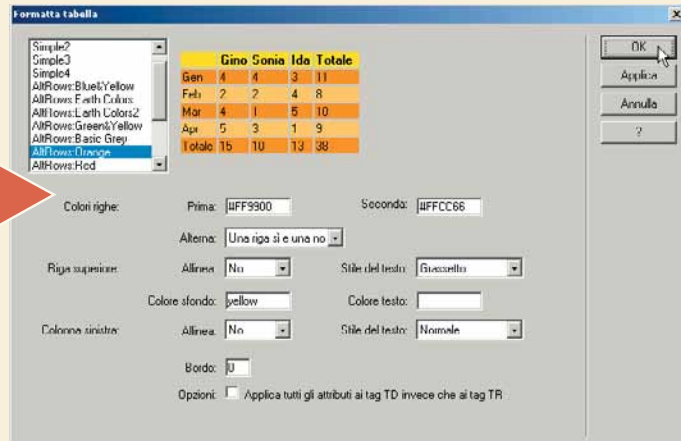 Formatta tabella
Simple2
Simple3
Simple4
AltRows:Blue&Yellow
AltRows:Earth Colors
AltRows:Earth Colors2
AltRows:Green&Yellow
AltRows:Basic Grey
AltRows:Orange
AltRows:Red
Gino Sonia Ida Totale
Gen 4 4 3 11
Feb 2 2 4 8
Mar 4 1 5 10
Apr 5 3 1 9
Totale 15 10 13 38
OK
Applica
Annulla
?
Colori righe: Prima: #FF9900 Seconda: #FFCC66
Alterna: Una riga sì e una no
Riga superiore: Allinea: No Stile del testo: Grassetto
Colore sfondo: yellow Colore testo:
Colonna sinistra: Allinea: No Stile del testo: Normale
Bordo: 0
Opzioni: Applica tutti gli attributi ai tag TD invece che ai tag TR